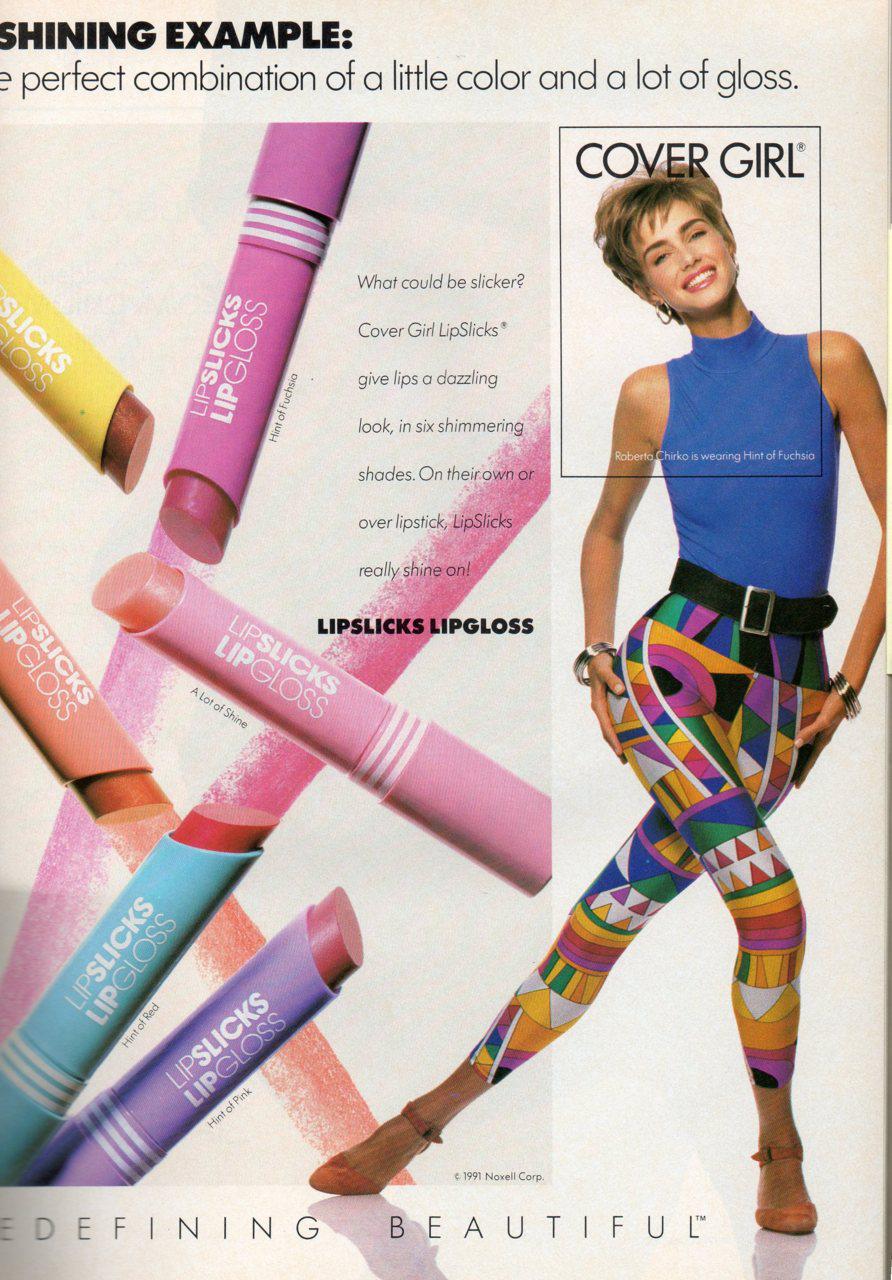 SHINING EXAMPLE:
e perfect combination of a little color and a lot of gloss.
COVER GIRL®
What could be slicker?
Cover Girl LipSlicks®
give lips a dazzling
look, in six shimmering
shades. On their own or
over lipstick, LipSlicks
really shine on!
LIPSLICKS LIPGLOSS
Roberta Chirko is wearing Hint of Fuchsia
LIPSLICKS
LIPGLOSS
Hint of Fuchsia
PSLICKS
GLOSS
LIPSLICKS
LIPGLOSS
A Lot of Shine
LIPSLICKS
LIPGLOSS
LIPSLICKS
LIPGLOSS
Hint of Red
LIPSLICKS
LIPGLOSS
Hint of Pink
© 1991 Noxell Corp.
EDEFINING BEAUTIFUL™